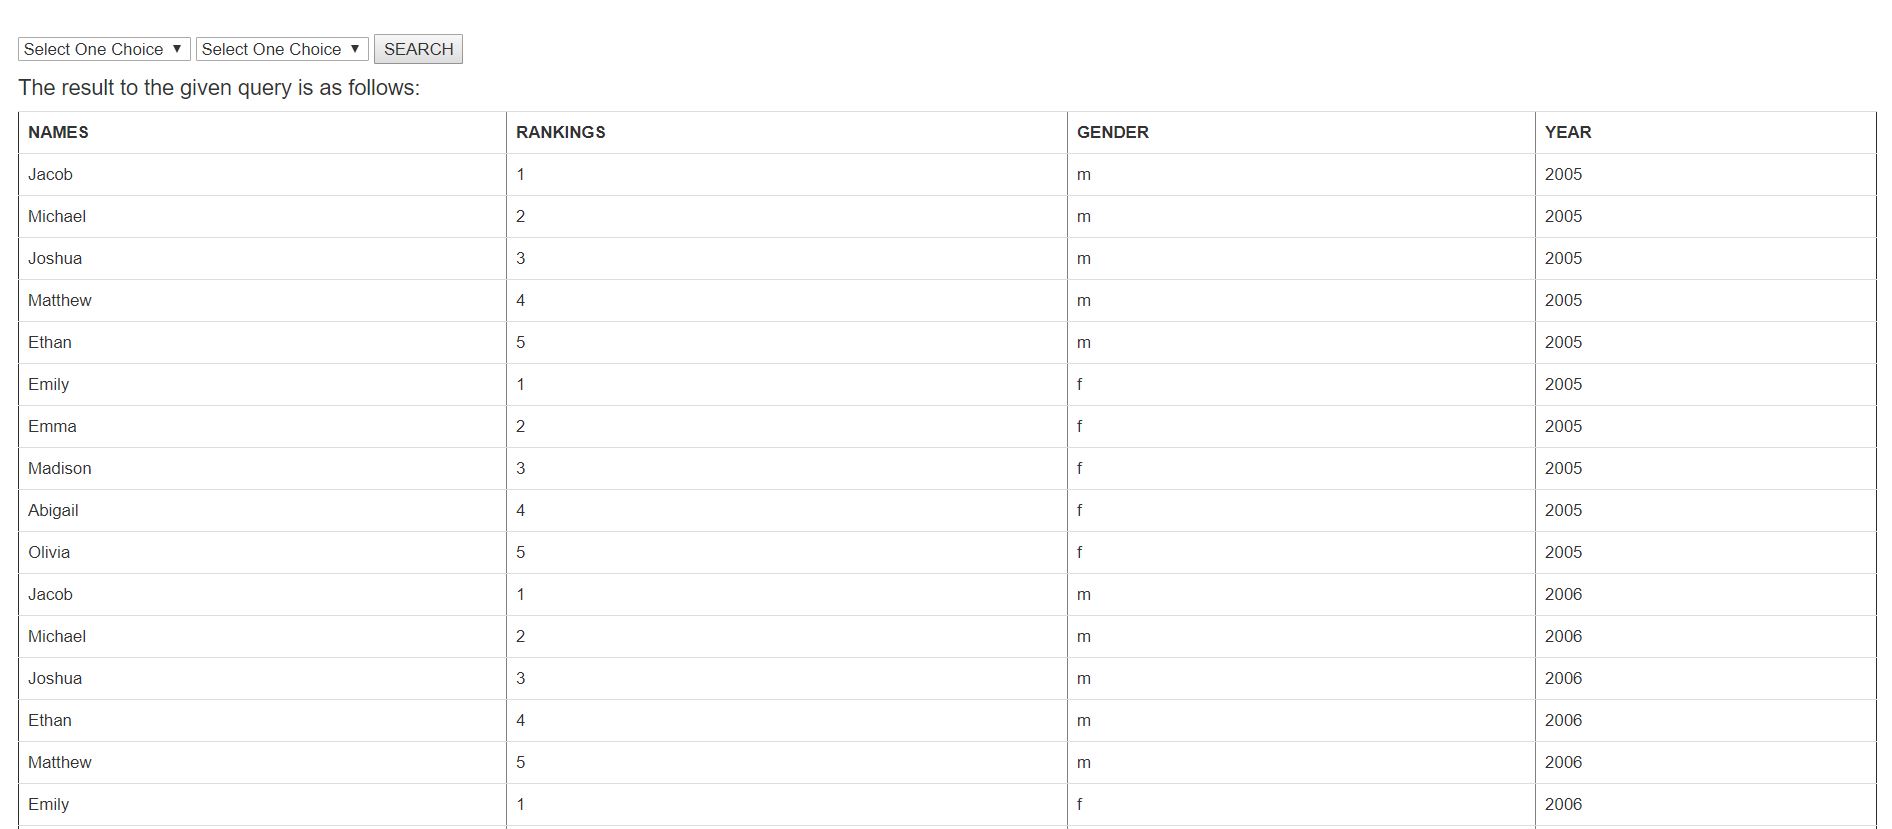 Select One Choice ▼ Select One Choice ▼ SEARCH
The result to the given query is as follows:
NAMES RANKINGS GENDER YEAR
Jacob 1 m 2005
Michael 2 m 2005
Joshua 3 m 2005
Matthew 4 m 2005
Ethan 5 m 2005
Emily 1 f 2005
Emma 2 f 2005
Madison 3 f 2005
Abigail 4 f 2005
Olivia 5 f 2005
Jacob 1 m 2006
Michael 2 m 2006
Joshua 3 m 2006
Ethan 4 m 2006
Matthew 5 m 2006
Emily 1 f 2006